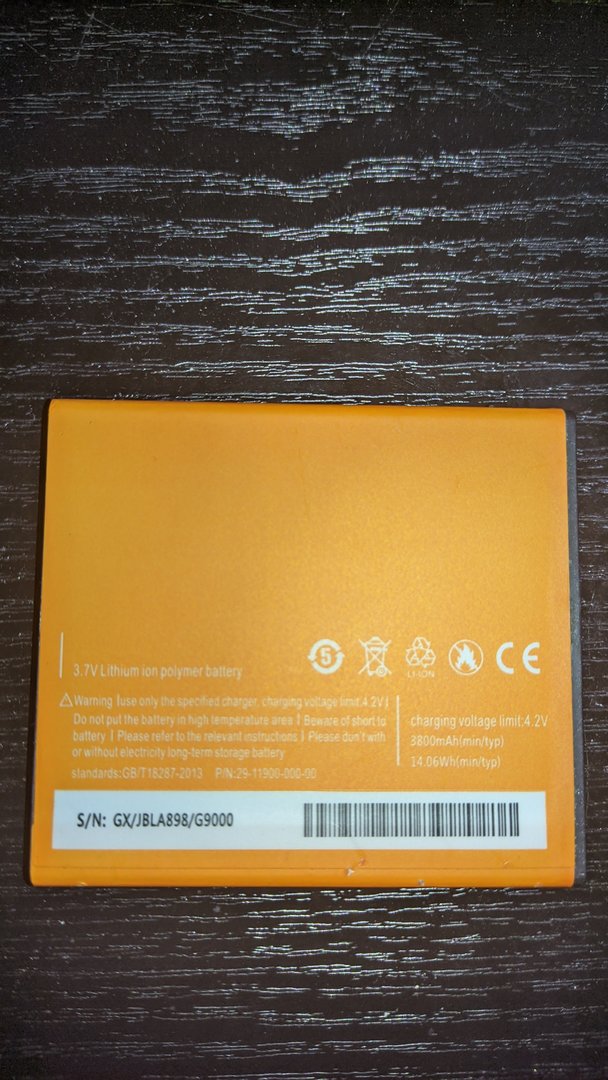 3.7V Lithium ion polymer battery
5
LI-ION
CE
Warning |use only the specified charger, charging voltage limit:4.2V|
Do not put the battery in high temperature area | Beware of short to
battery | Please refer to the relevant instructions | Please don't with
or without electricity long-term storage battery
standards:GB/T18287-2013 P/N:29-11900-000-00
charging voltage limit:4.2V
3800mAh(min/typ)
14.06Wh(min/typ)
S/N: GX/JBLA898/G9000